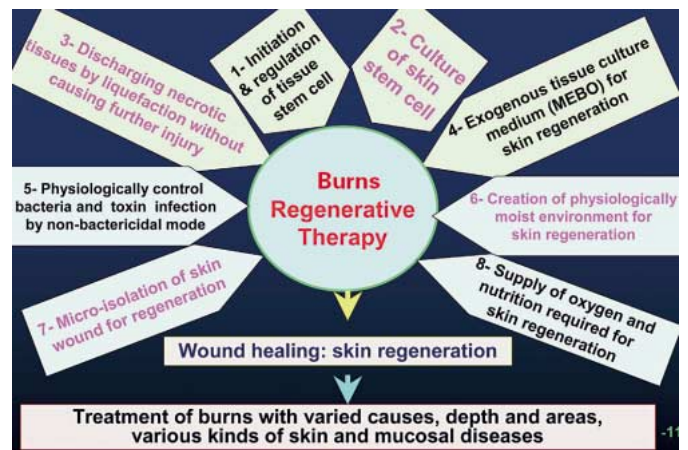 1- Initiation
& regulation
of tissue
stem cell
2- Culture
of skin
stem cell
3- Discharging necrotic
tissues by liquefaction without
causing further injury
4- Exogenous tissue culture
medium (MEBO) for
skin regeneration
5- Physiologically control
bacteria and toxin infection
by non-bactericidal mode
Burns
Regenerative
Therapy
6- Creation of physiologically
moist environment for
skin regeneration
7- Micro-isolation of skin
wound for regeneration
8- Supply of oxygen and
nutrition required for
skin regeneration
Wound healing: skin regeneration
Treatment of burns with varied causes, depth and areas,
various kinds of skin and mucosal diseases
-11